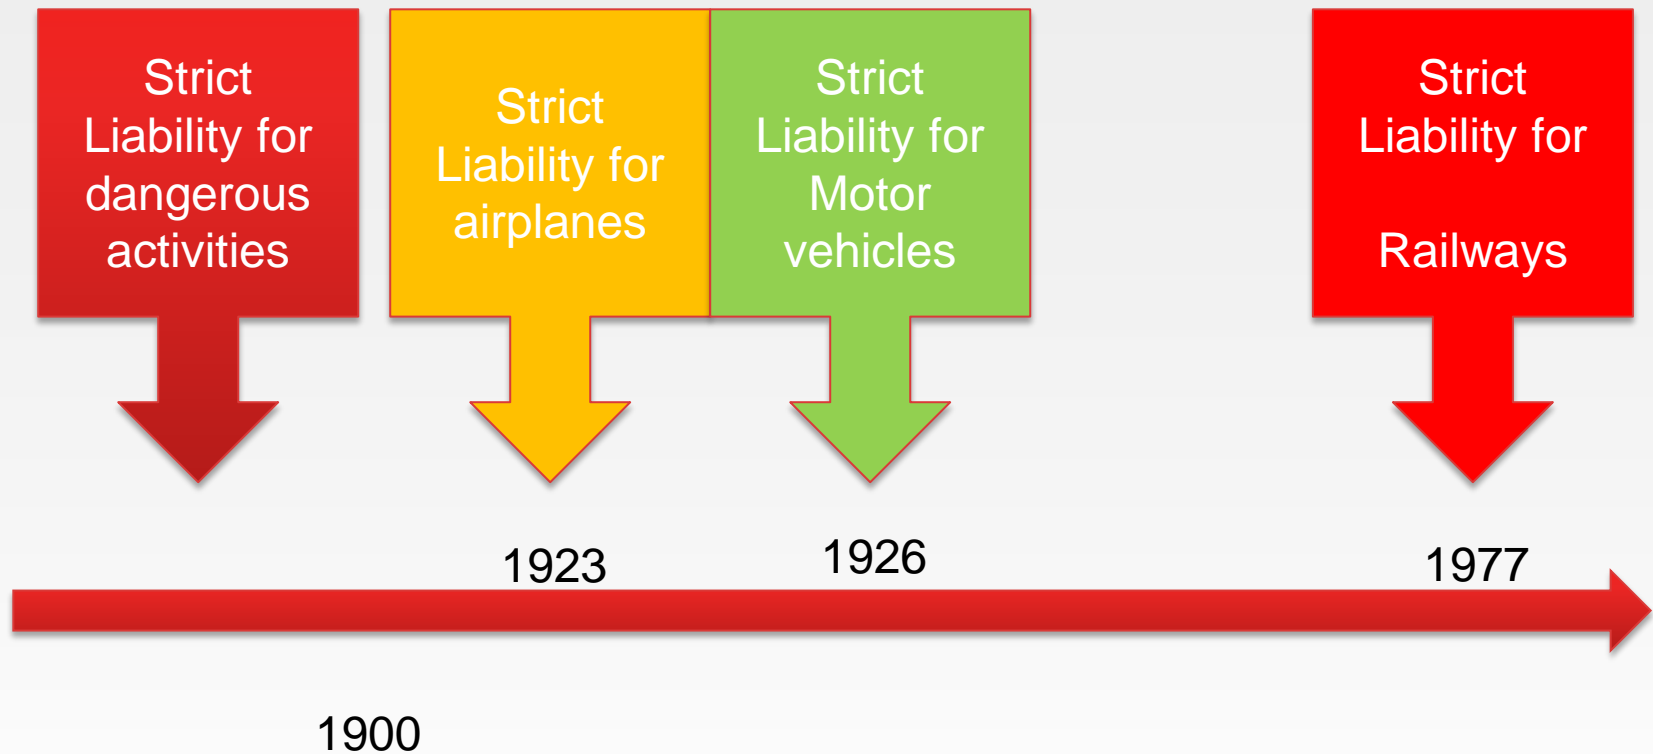 Strict
Liability for
dangerous
activities
Strict
Liability for
airplanes
Strict
Liability for
Motor
vehicles
Strict
Liability for
Railways
1923
1926
1977
1900